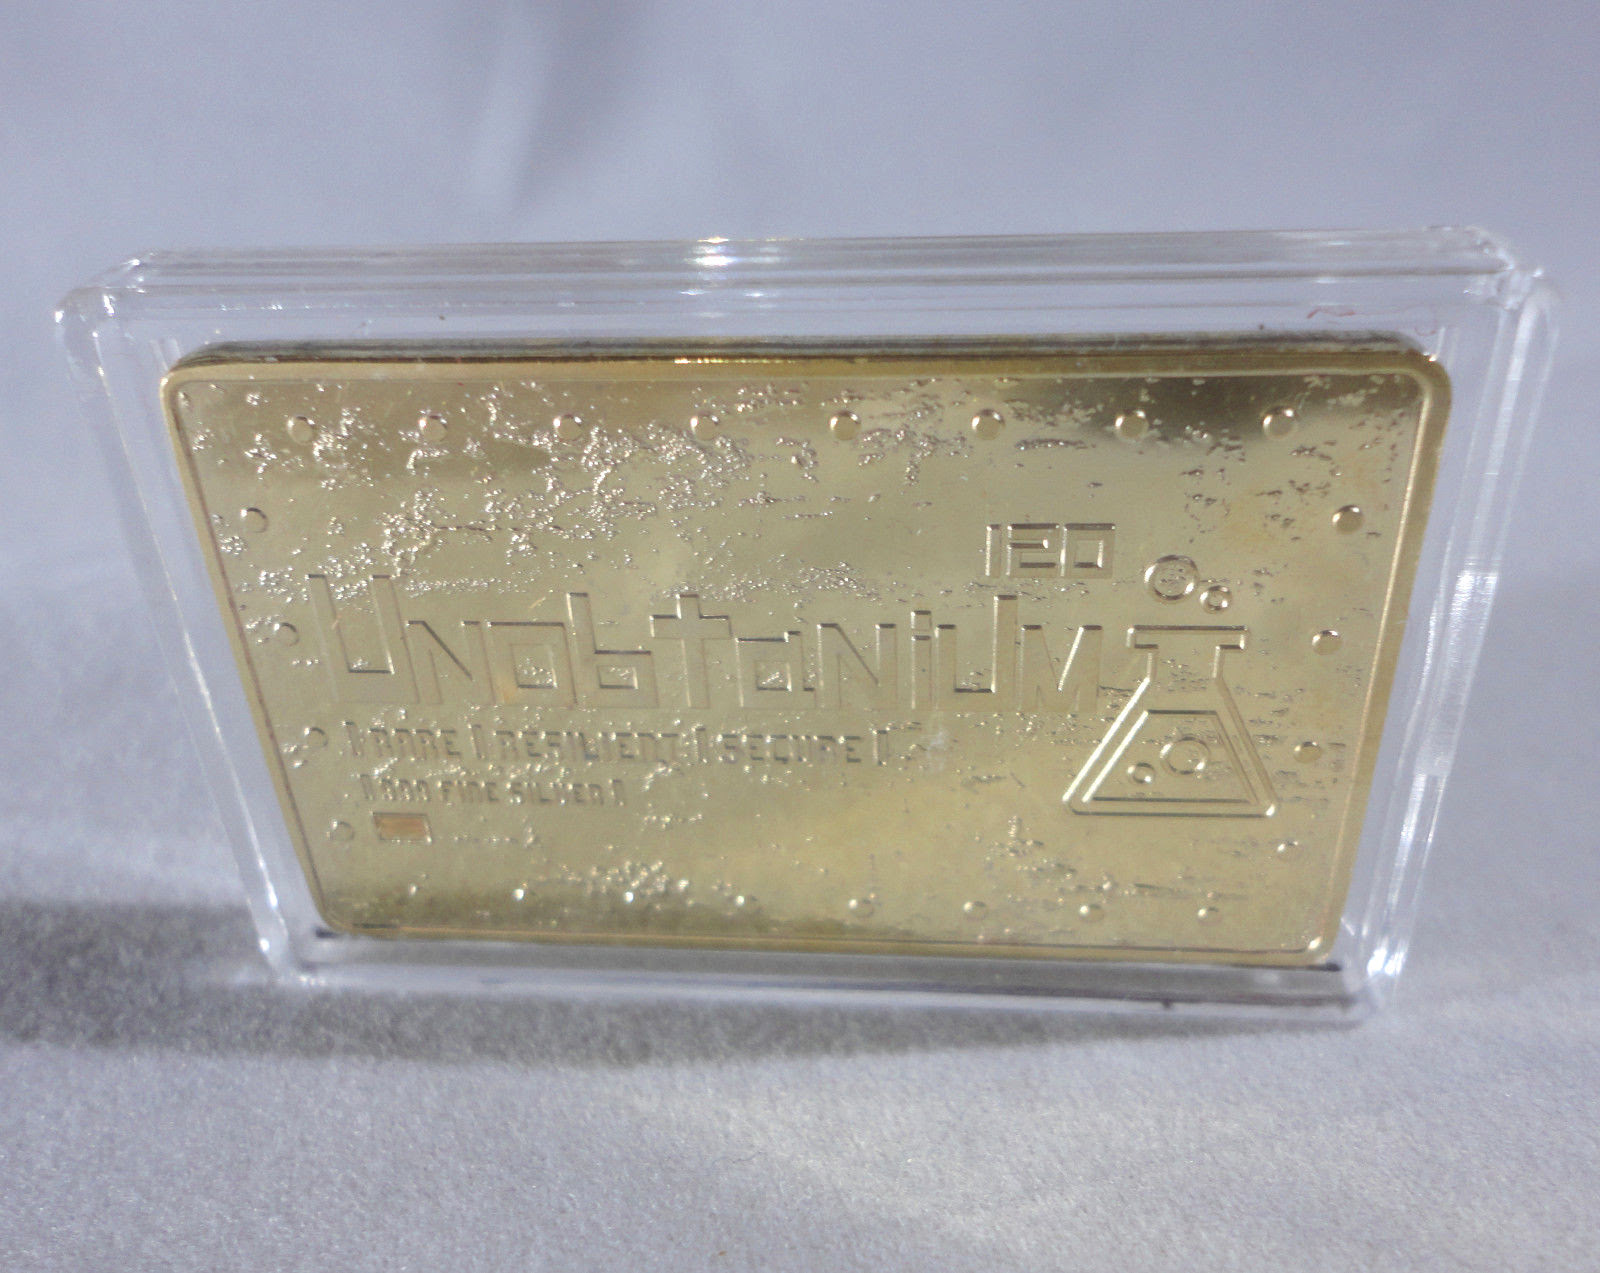 120
UNobtaNiUM
| RARE | RESILIENT | SECURE |
| 999 FINE SILVER |